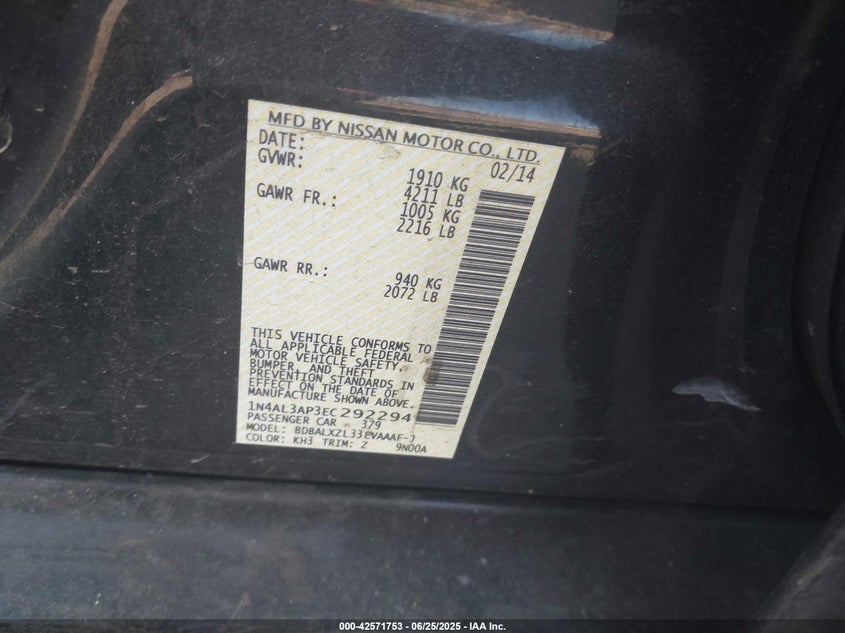 MFD BY NISSAN MOTOR CO., LTD.
DATE: 02/14
GVWR: 1910 KG
4211 LB
GAWR FR.: 1005 KG
2216 LB
GAWR RR.: 940 KG
2072 LB
THIS VEHICLE CONFORMS TO
ALL APPLICABLE FEDERAL
MOTOR VEHICLE SAFETY,
BUMPER, AND THEFT
PREVENTION STANDARDS IN
EFFECT ON THE DATE OF
MANUFACTURE SHOWN ABOVE.
1N4AL3AP3EC292294
PASSENGER CAR 379
MODEL: BDBALXZL33EVAAAF-J
COLOR: KH3 TRIM: Z 9N00A
000-42571753 - 06/25/2025 - IAA Inc.